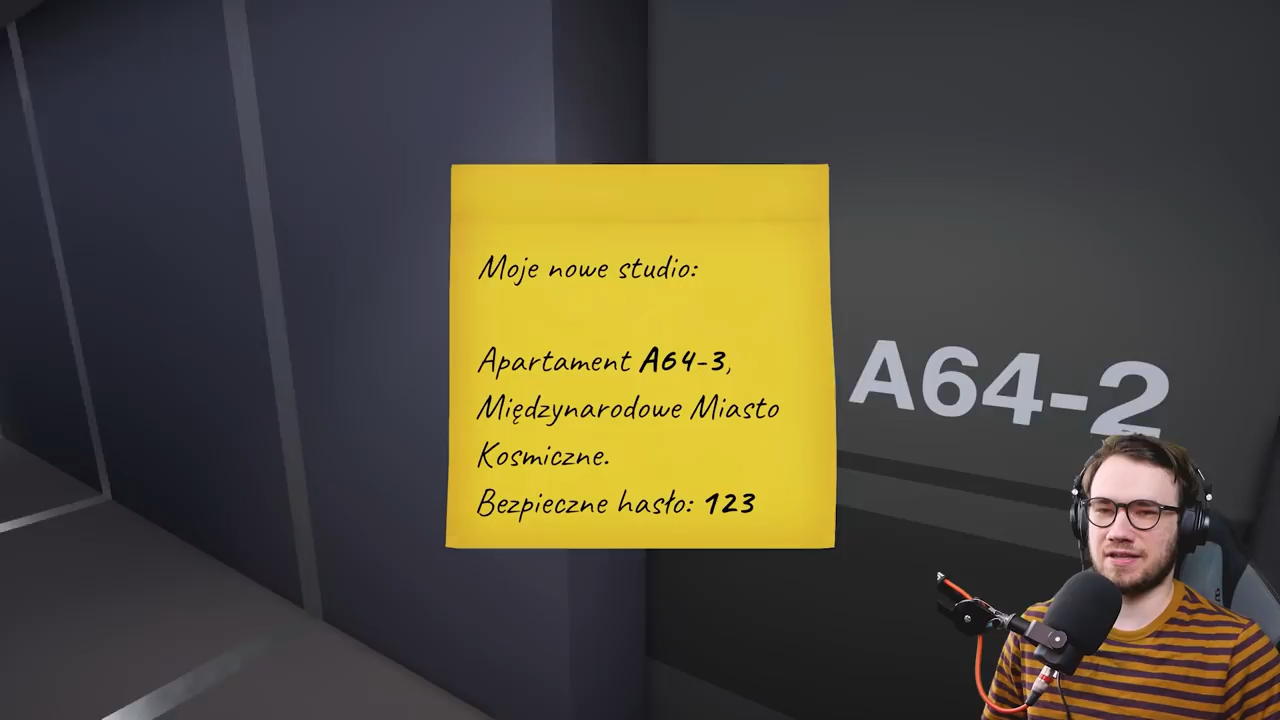 Moje nowe studio:
Apartament A64-3,
Międzynarodowe Miasto
Kosmiczne.
Bezpieczne hasło: 123
A64-2